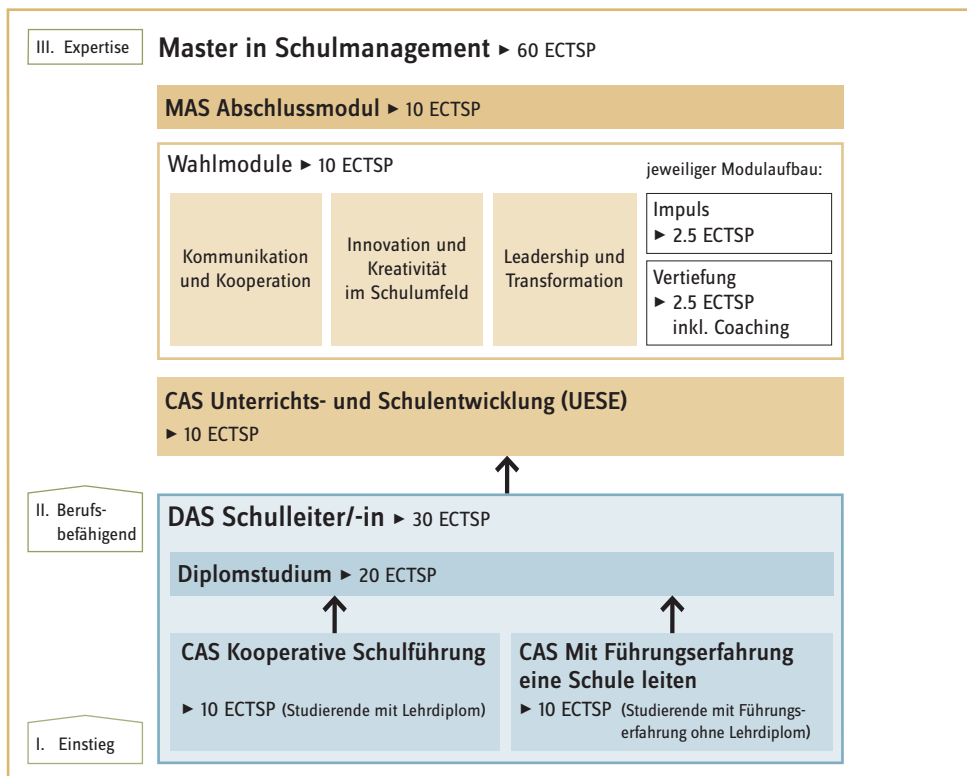 III. Expertise
Master in Schulmanagement ► 60 ECTSP
MAS Abschlussmodul ► 10 ECTSP
Wahlmodule ► 10 ECTSP
jeweiliger Modulaufbau:
Kommunikation
und Kooperation
Innovation und
Kreativität
im Schulumfeld
Leadership und
Transformation
Impuls
► 2.5 ECTSP
Vertiefung
► 2.5 ECTSP
inkl. Coaching
CAS Unterrichts- und Schulentwicklung (UESE)
► 10 ECTSP
II. Berufs-
befähigend
DAS Schulleiter/-in ► 30 ECTSP
Diplomstudium ► 20 ECTSP
CAS Kooperative Schulführung
► 10 ECTSP (Studierende mit Lehrdiplom)
CAS Mit Führungserfahrung
eine Schule leiten
► 10 ECTSP (Studierende mit Führungs-
erfahrung ohne Lehrdiplom)
I. Einstieg